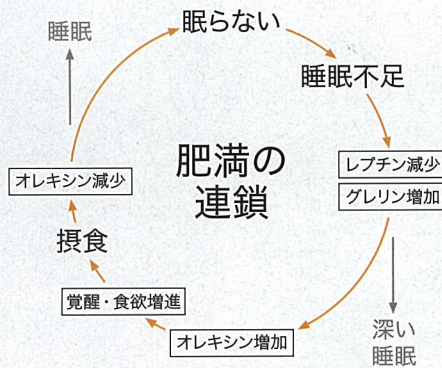 睡眠
眠らない
睡眠不足
肥満の
連鎖
レプチン減少
グレリン増加
オレキシン減少
摂食
覚醒・食欲増進
オレキシン増加
深い
睡眠